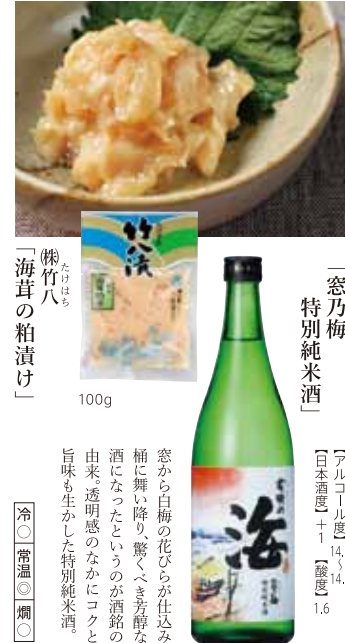 「窓乃梅
特別純米酒」
【アルコール度】14.〜14.
【日本酒度】+1 【酸度】1.6
海
竹八漬
100g
㈱竹八
たけはち
「海茸の粕漬け」
窓から白梅の花びらが仕込み
桶に舞い降り、驚くべき芳醇な
酒になったというのが酒銘の
由来。透明感のなかにコクと
旨味も生かした特別純米酒。
冷○ 常温◎ 燗○